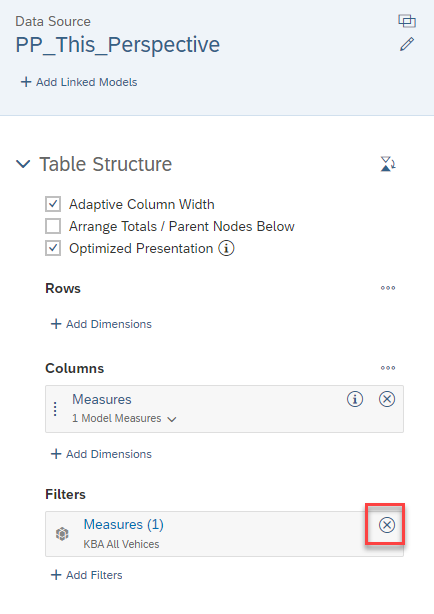 Data Source
PP_This_Perspective
Add Linked Models
Table Structure
Adaptive Column Width
Arrange Totals / Parent Nodes Below
Optimized Presentation
Rows
Add Dimensions
Columns
Measures
1 Model Measures
Add Dimensions
Filters
Measures (1)
KBA All Vehices
Add Filters